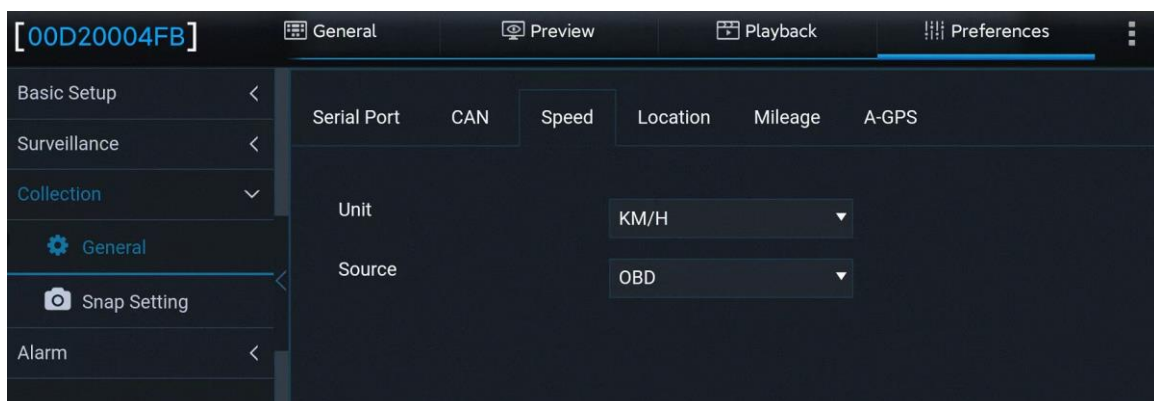 [00D20004FB] General Preview Playback Preferences
Basic Setup
Serial Port CAN Speed Location Mileage A-GPS
Surveillance
Collection
Unit KM/H
General
Source OBD
Snap Setting
Alarm